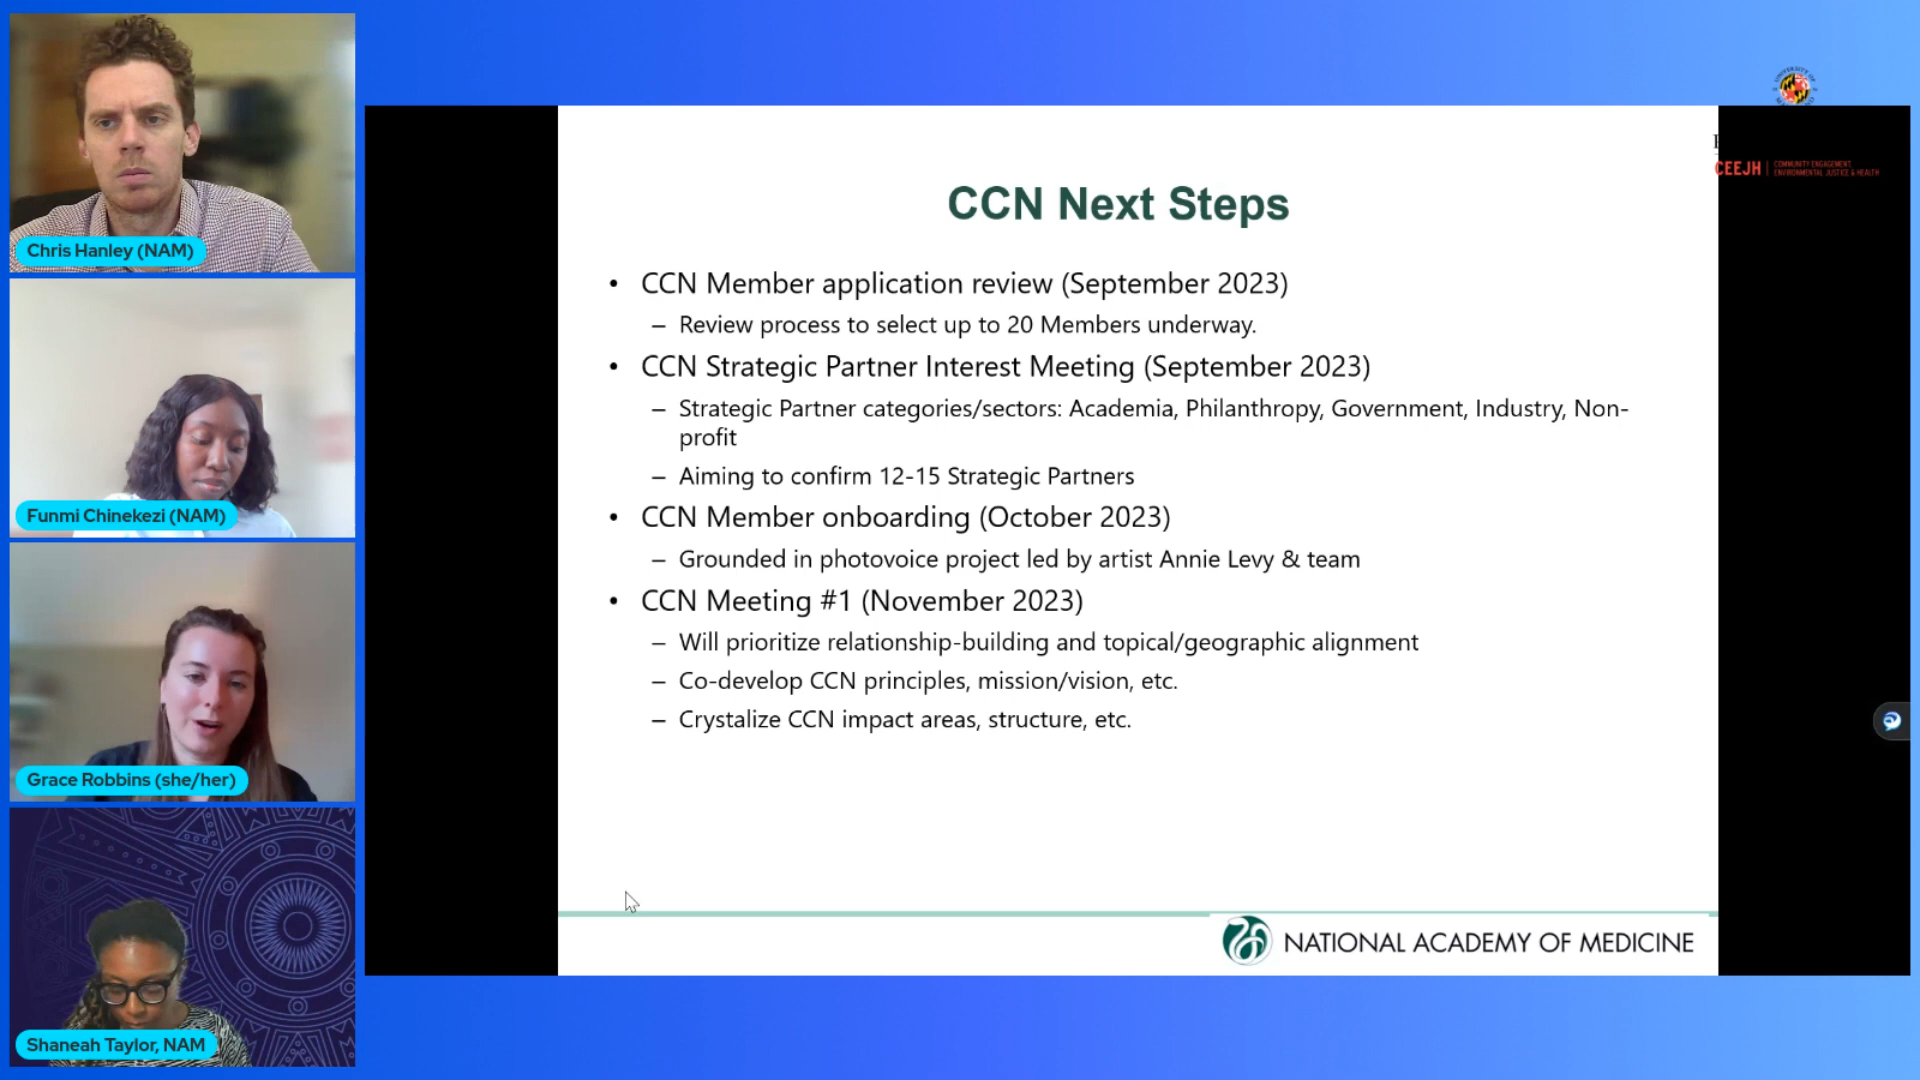 Chris Hanley (NAM)
Funmi Chinekezi (NAM)
Grace Robbins (she/her)
Shaneah Taylor, NAM
CEEJH | COMMUNITY ENGAGEMENT,
ENVIRONMENTAL JUSTICE & HEALTH
CCN Next Steps
• CCN Member application review (September 2023)
– Review process to select up to 20 Members underway.
• CCN Strategic Partner Interest Meeting (September 2023)
– Strategic Partner categories/sectors: Academia, Philanthropy, Government, Industry, Non-
profit
– Aiming to confirm 12-15 Strategic Partners
• CCN Member onboarding (October 2023)
– Grounded in photovoice project led by artist Annie Levy & team
• CCN Meeting #1 (November 2023)
– Will prioritize relationship-building and topical/geographic alignment
– Co-develop CCN principles, mission/vision, etc.
– Crystalize CCN impact areas, structure, etc.
NATIONAL ACADEMY OF MEDICINE